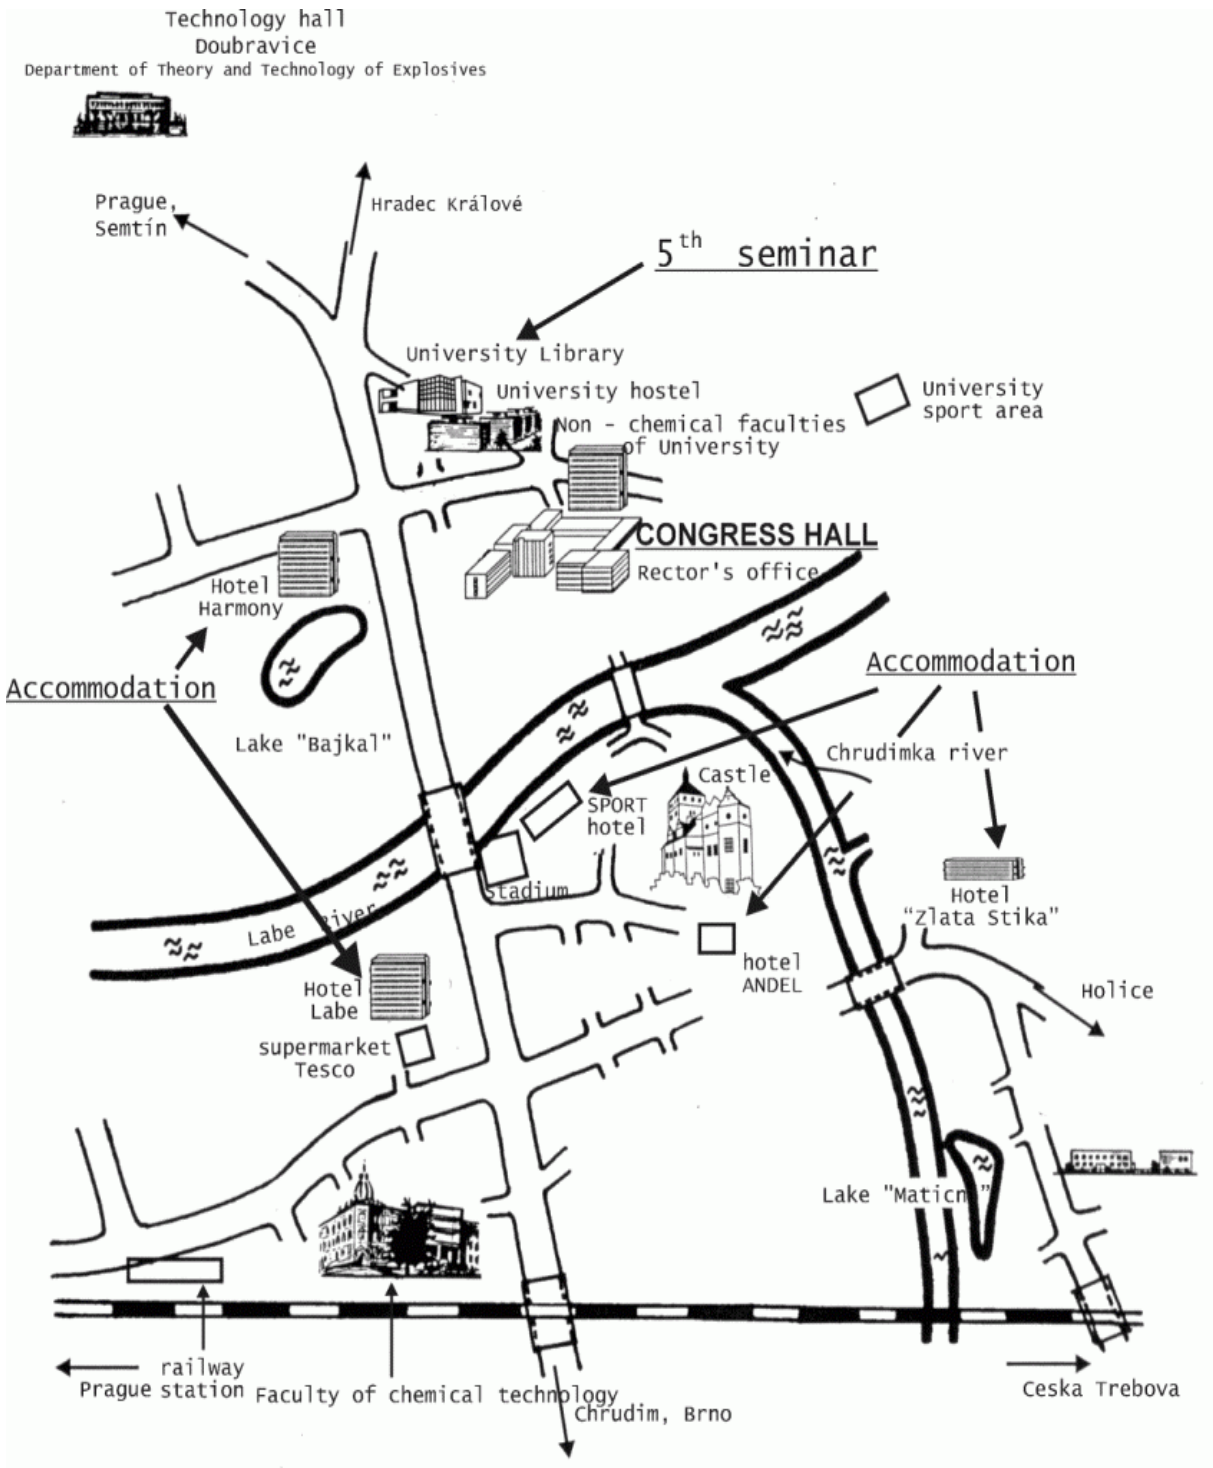 Technology hall
Doubravice
Department of Theory and Technology of Explosives
Prague,
Semtín
Hradec Králové
5th seminar
University Library
University hostel
University
sport area
Non - chemical faculties
of University
CONGRESS HALL
Rector's office
Hotel
Harmony
Accommodation
Accommodation
Lake "Bajkal"
Chrudimka river
Castle
SPORT
hotel
Stadium
Hotel
"Zlata Stika"
Labe River
hotel
ANDEL
Hotel
Labe
Holice
supermarket
Tesco
Lake "Maticni"
railway
station
Prague
Faculty of chemical technology
Chrudim, Brno
Ceska Trebova